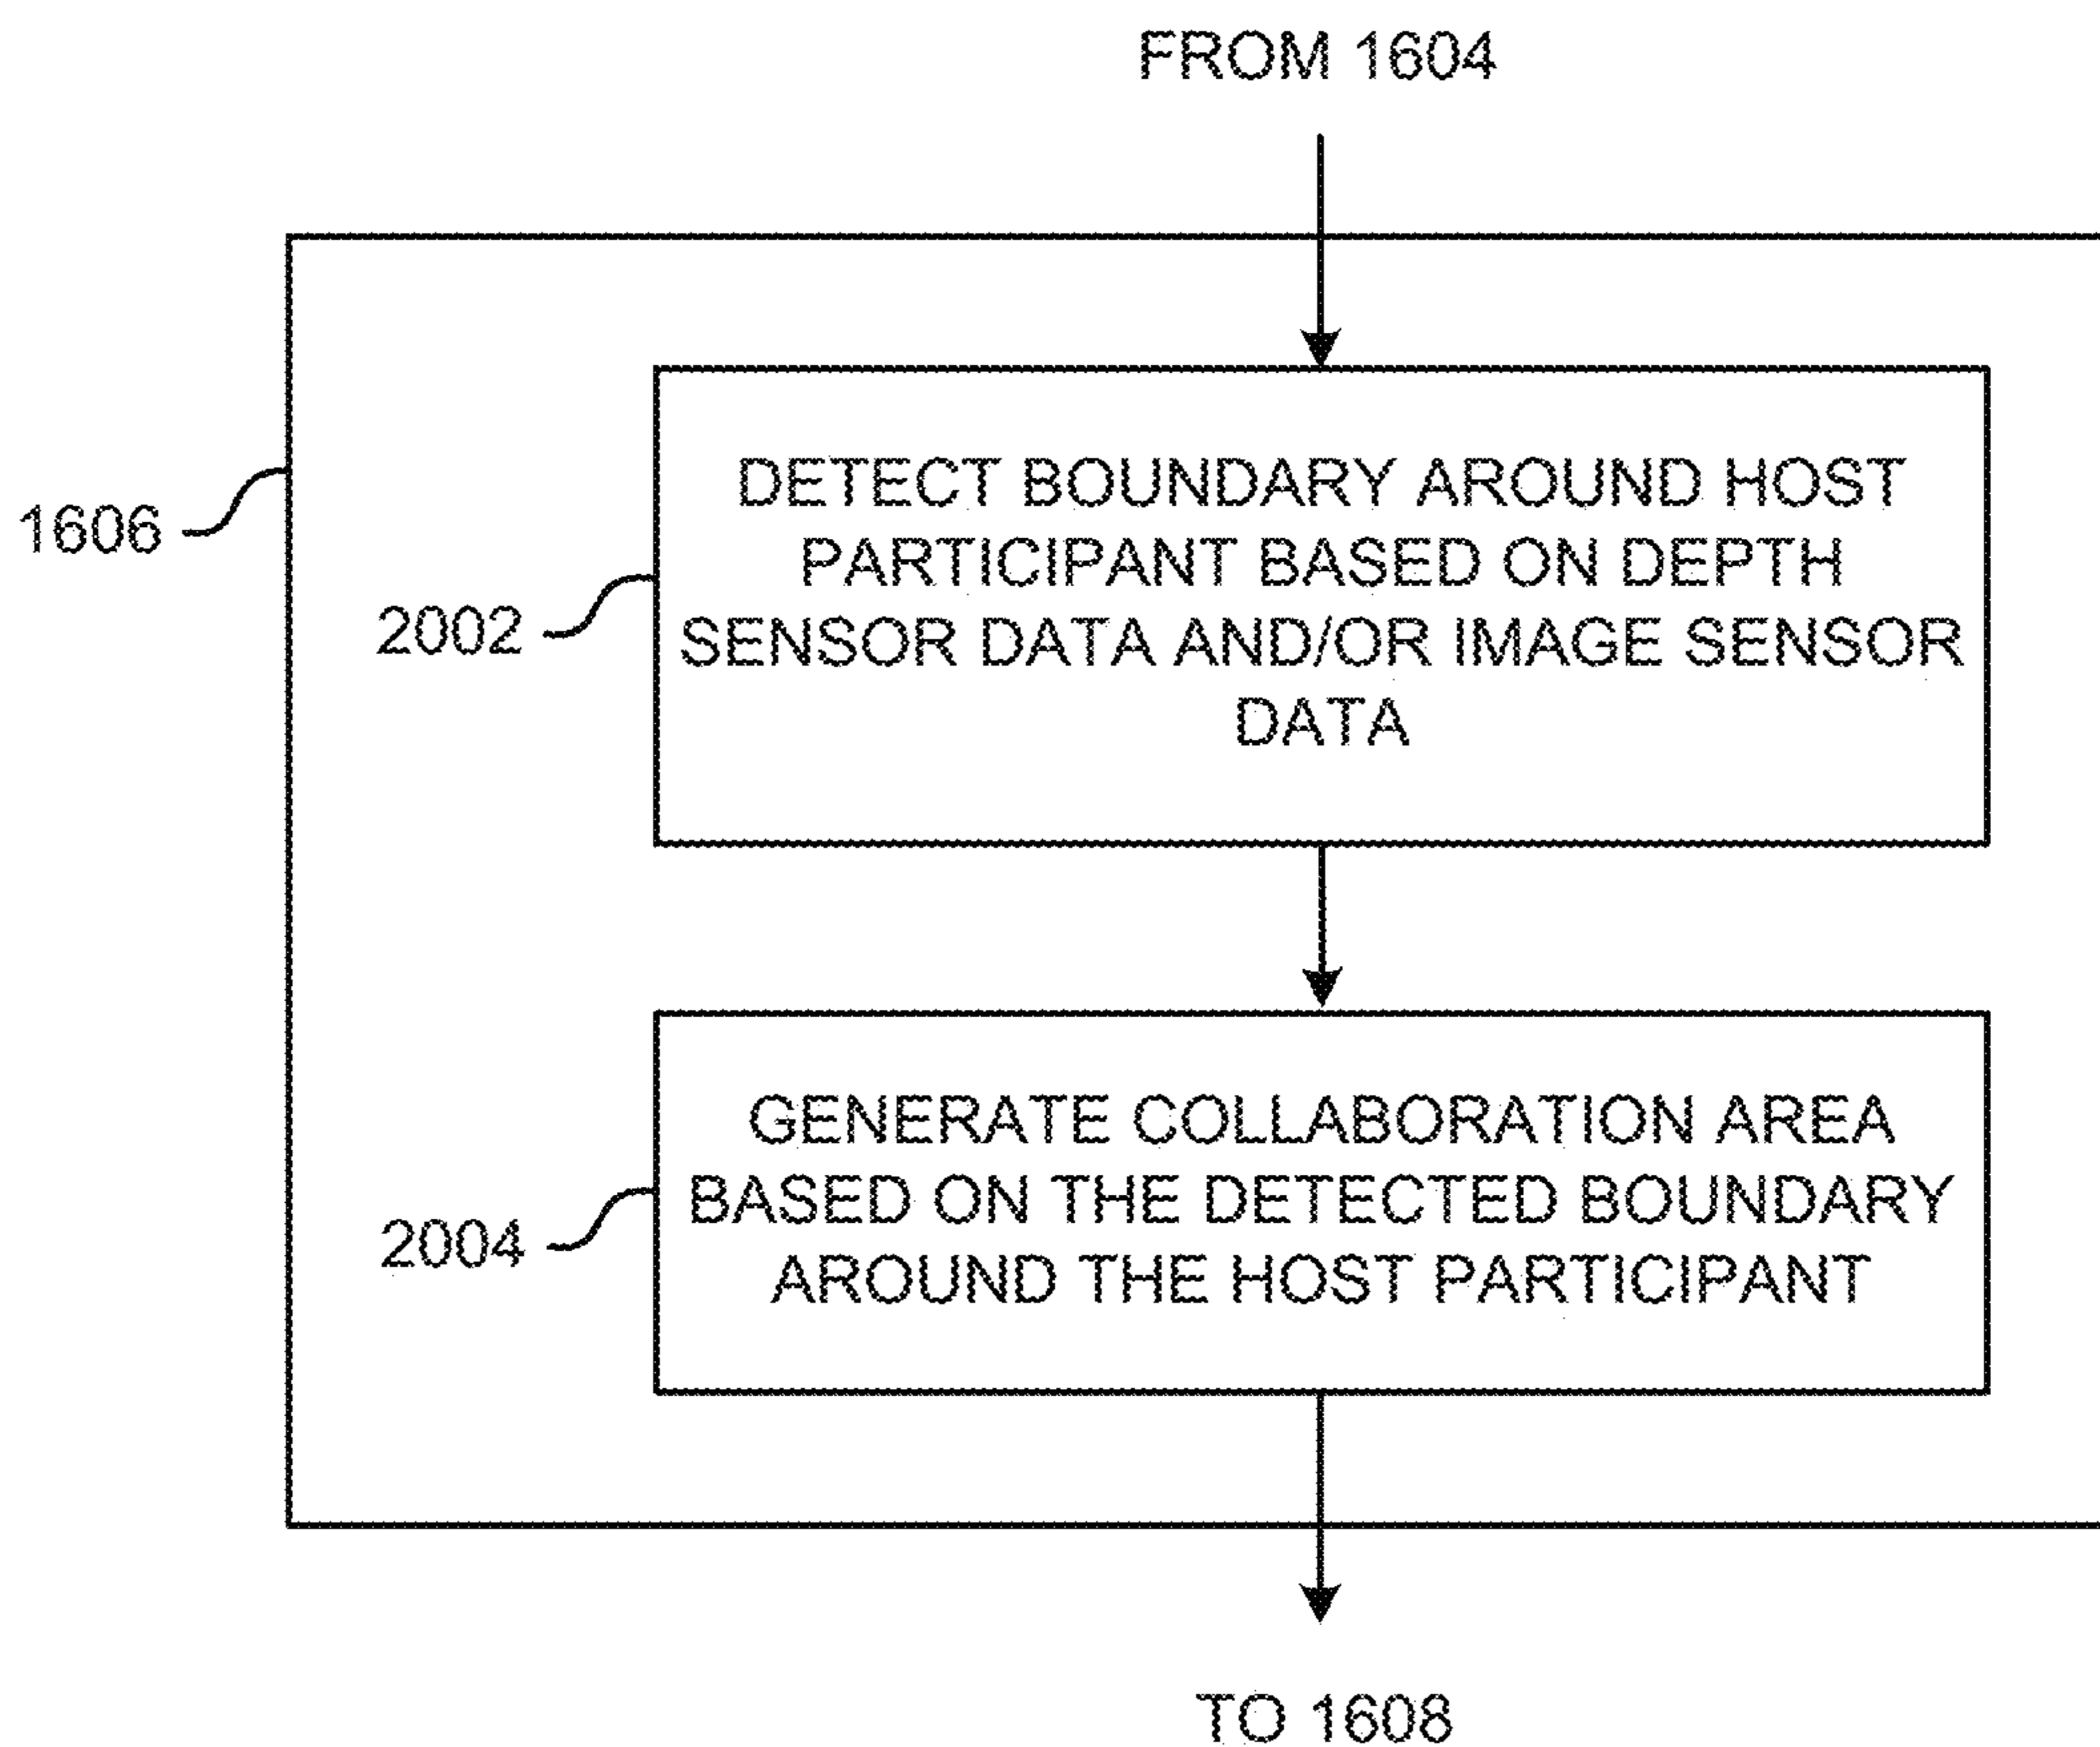 FROM 1604
1606
2002
DETECT BOUNDARY AROUND HOST
PARTICIPANT BASED ON DEPTH
SENSOR DATA AND/OR IMAGE SENSOR
DATA
2004
GENERATE COLLABORATION AREA
BASED ON THE DETECTED BOUNDARY
AROUND THE HOST PARTICIPANT
TO 1608